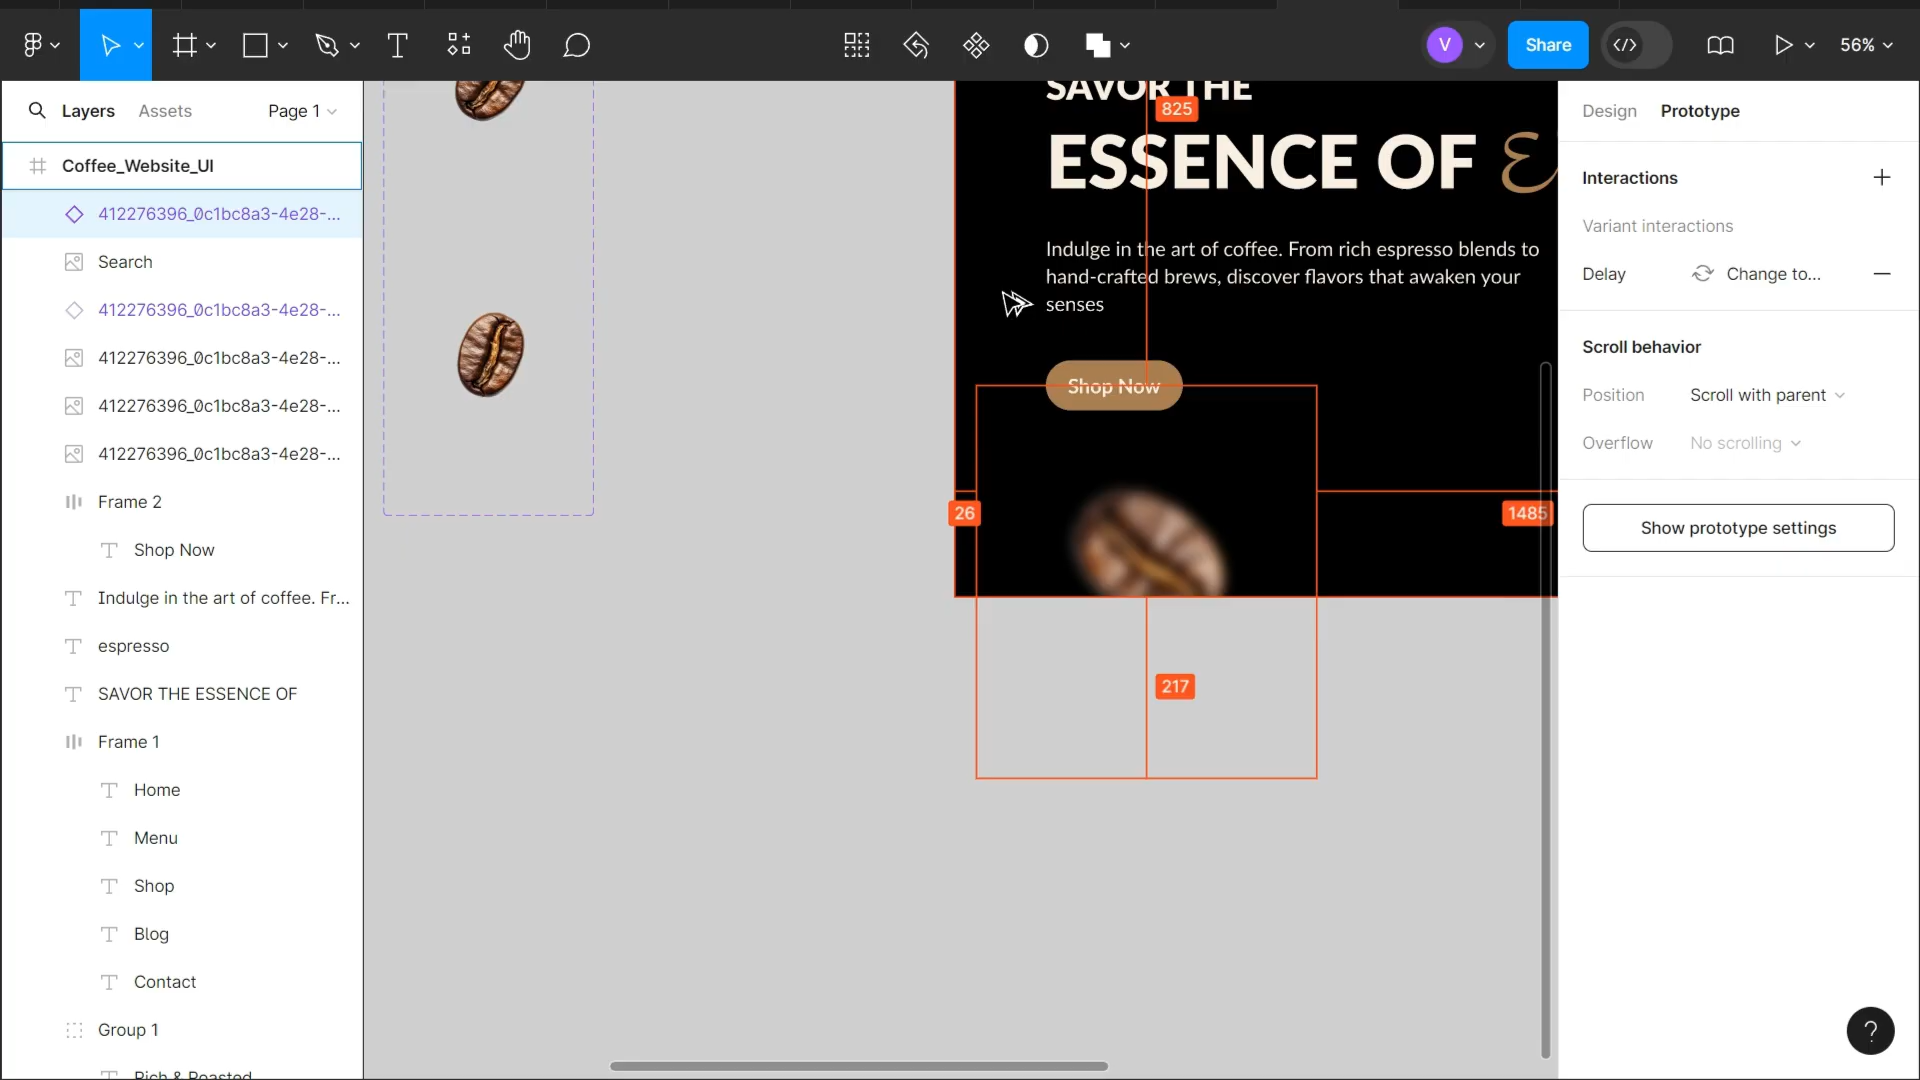 V
Share
56%
Layers
Assets
Page 1
Coffee_Website_UI
412276396_0c1bc8a3-4e28-...
Search
412276396_0c1bc8a3-4e28-...
412276396_0c1bc8a3-4e28-...
412276396_0c1bc8a3-4e28-...
412276396_0c1bc8a3-4e28-...
Frame 2
Shop Now
Indulge in the art of coffee. Fr...
espresso
SAVOR THE ESSENCE OF
Frame 1
Home
Menu
Shop
Blog
Contact
Group 1
Rich & Roasted
SAVOR THE
825
ESSENCE OF E
Indulge in the art of coffee. From rich espresso blends to
hand-crafted brews, discover flavors that awaken your
senses
Shop Now
26
1485
217
Design
Prototype
Interactions
Variant interactions
Delay
Change to...
Scroll behavior
Position
Scroll with parent
Overflow
No scrolling
Show prototype settings
?